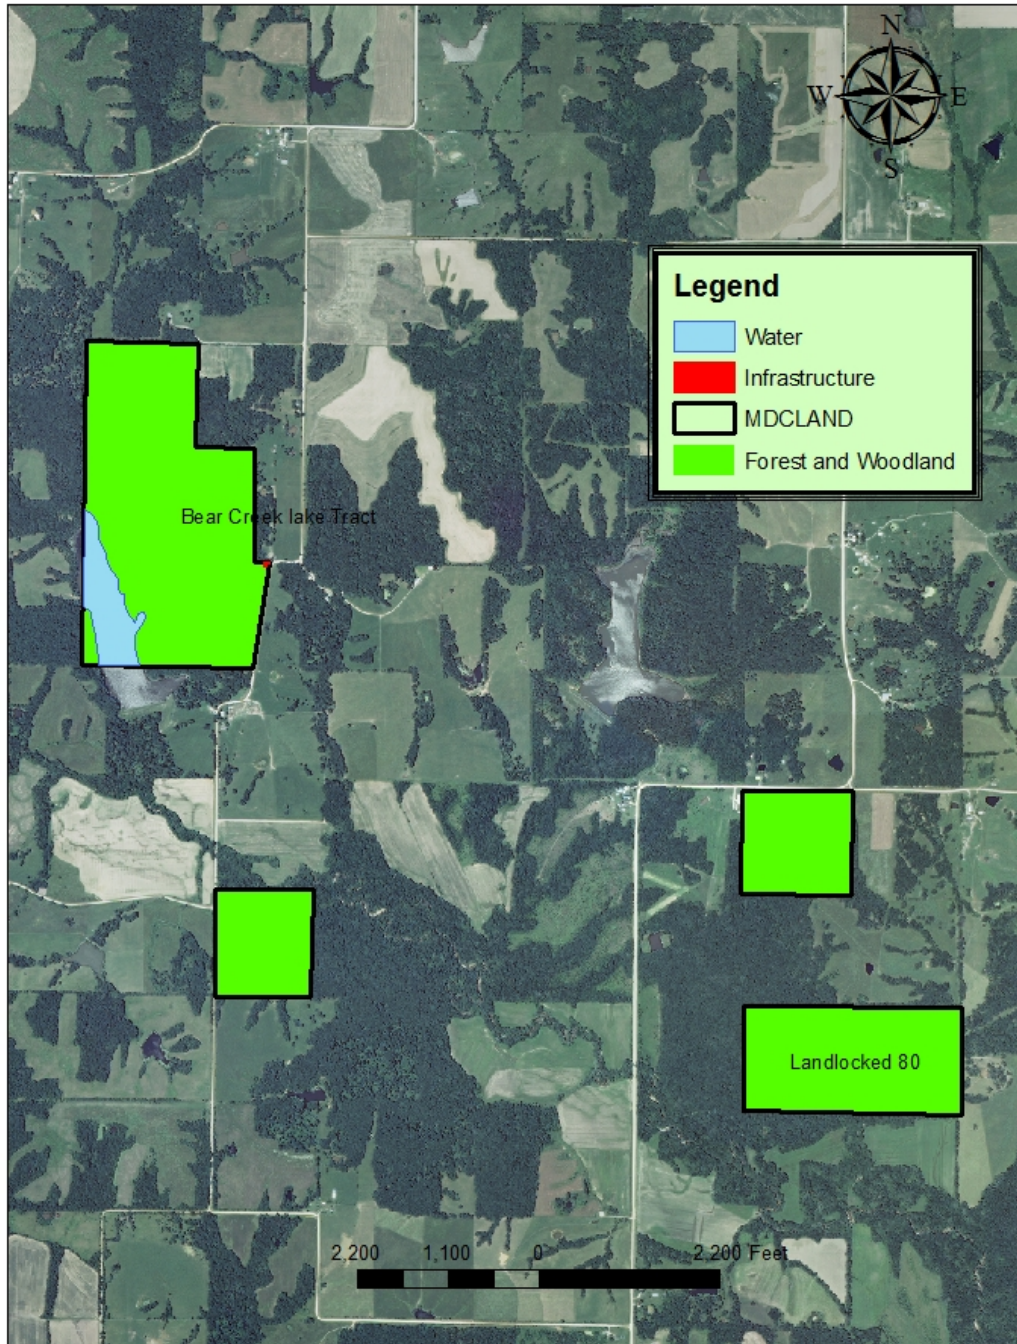 N
W E
S
Legend
Water
Infrastructure
MDCLAND
Forest and Woodland
Bear Creek lake Tract
Landlocked 80
2,200 1,100 0 2,200 Feet